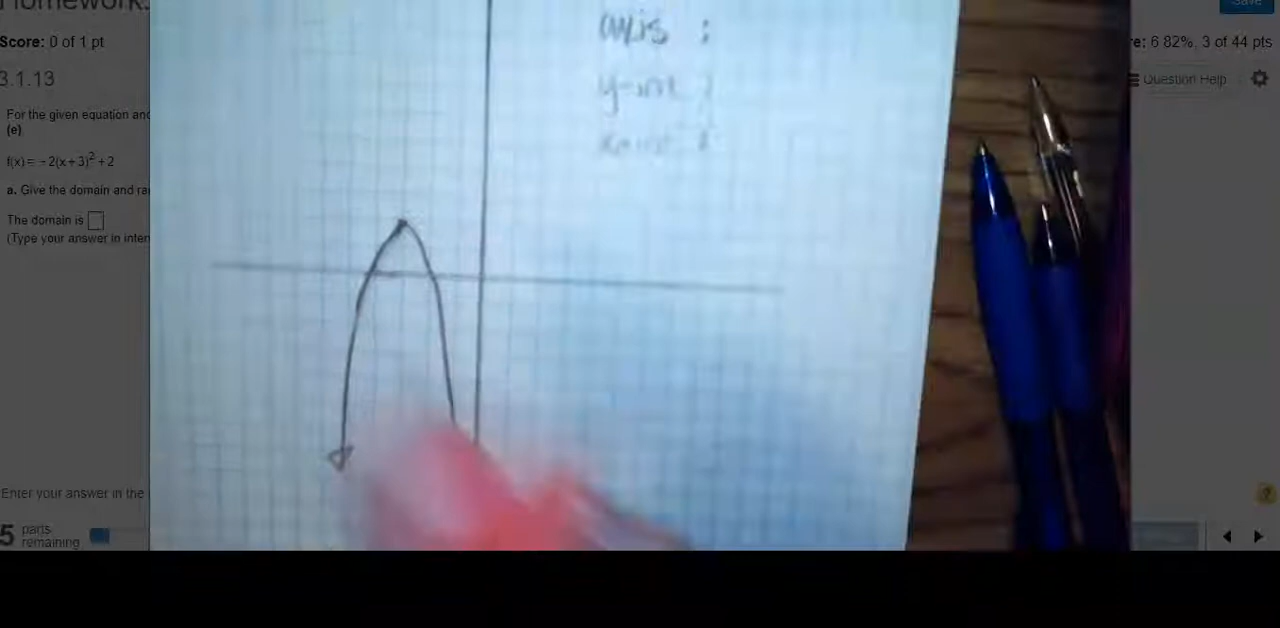 Homework:
Save
Score: 0 of 1 pt
re: 6.82%, 3 of 44 pts
3.1.13
Question Help
For the given equation and
(e).
f(x) = -2(x+3)² + 2
a. Give the domain and ra
The domain is
(Type your answer in inter
axis :
y-int :
x-int :
Enter your answer in the
?
5 parts
remaining